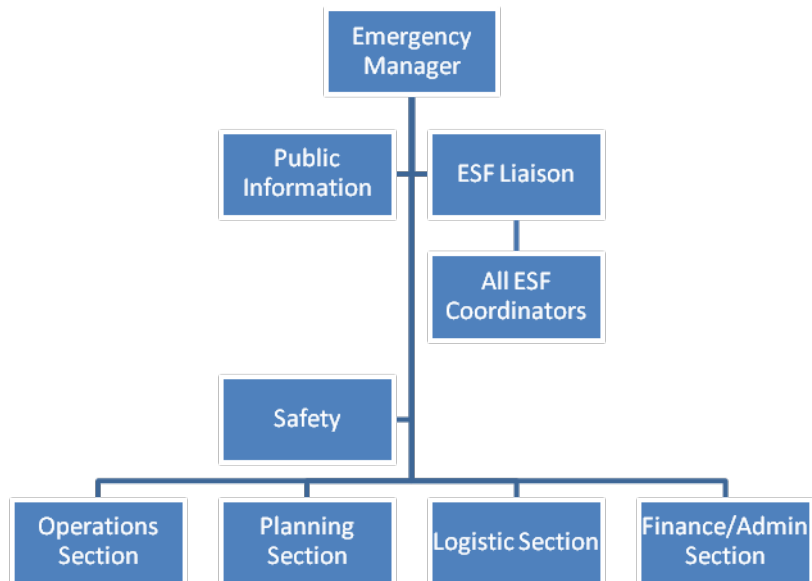 Emergency
Manager
Public
Information
ESF Liaison
All ESF
Coordinators
Safety
Operations
Section
Planning
Section
Logistic Section
Finance/Admin
Section